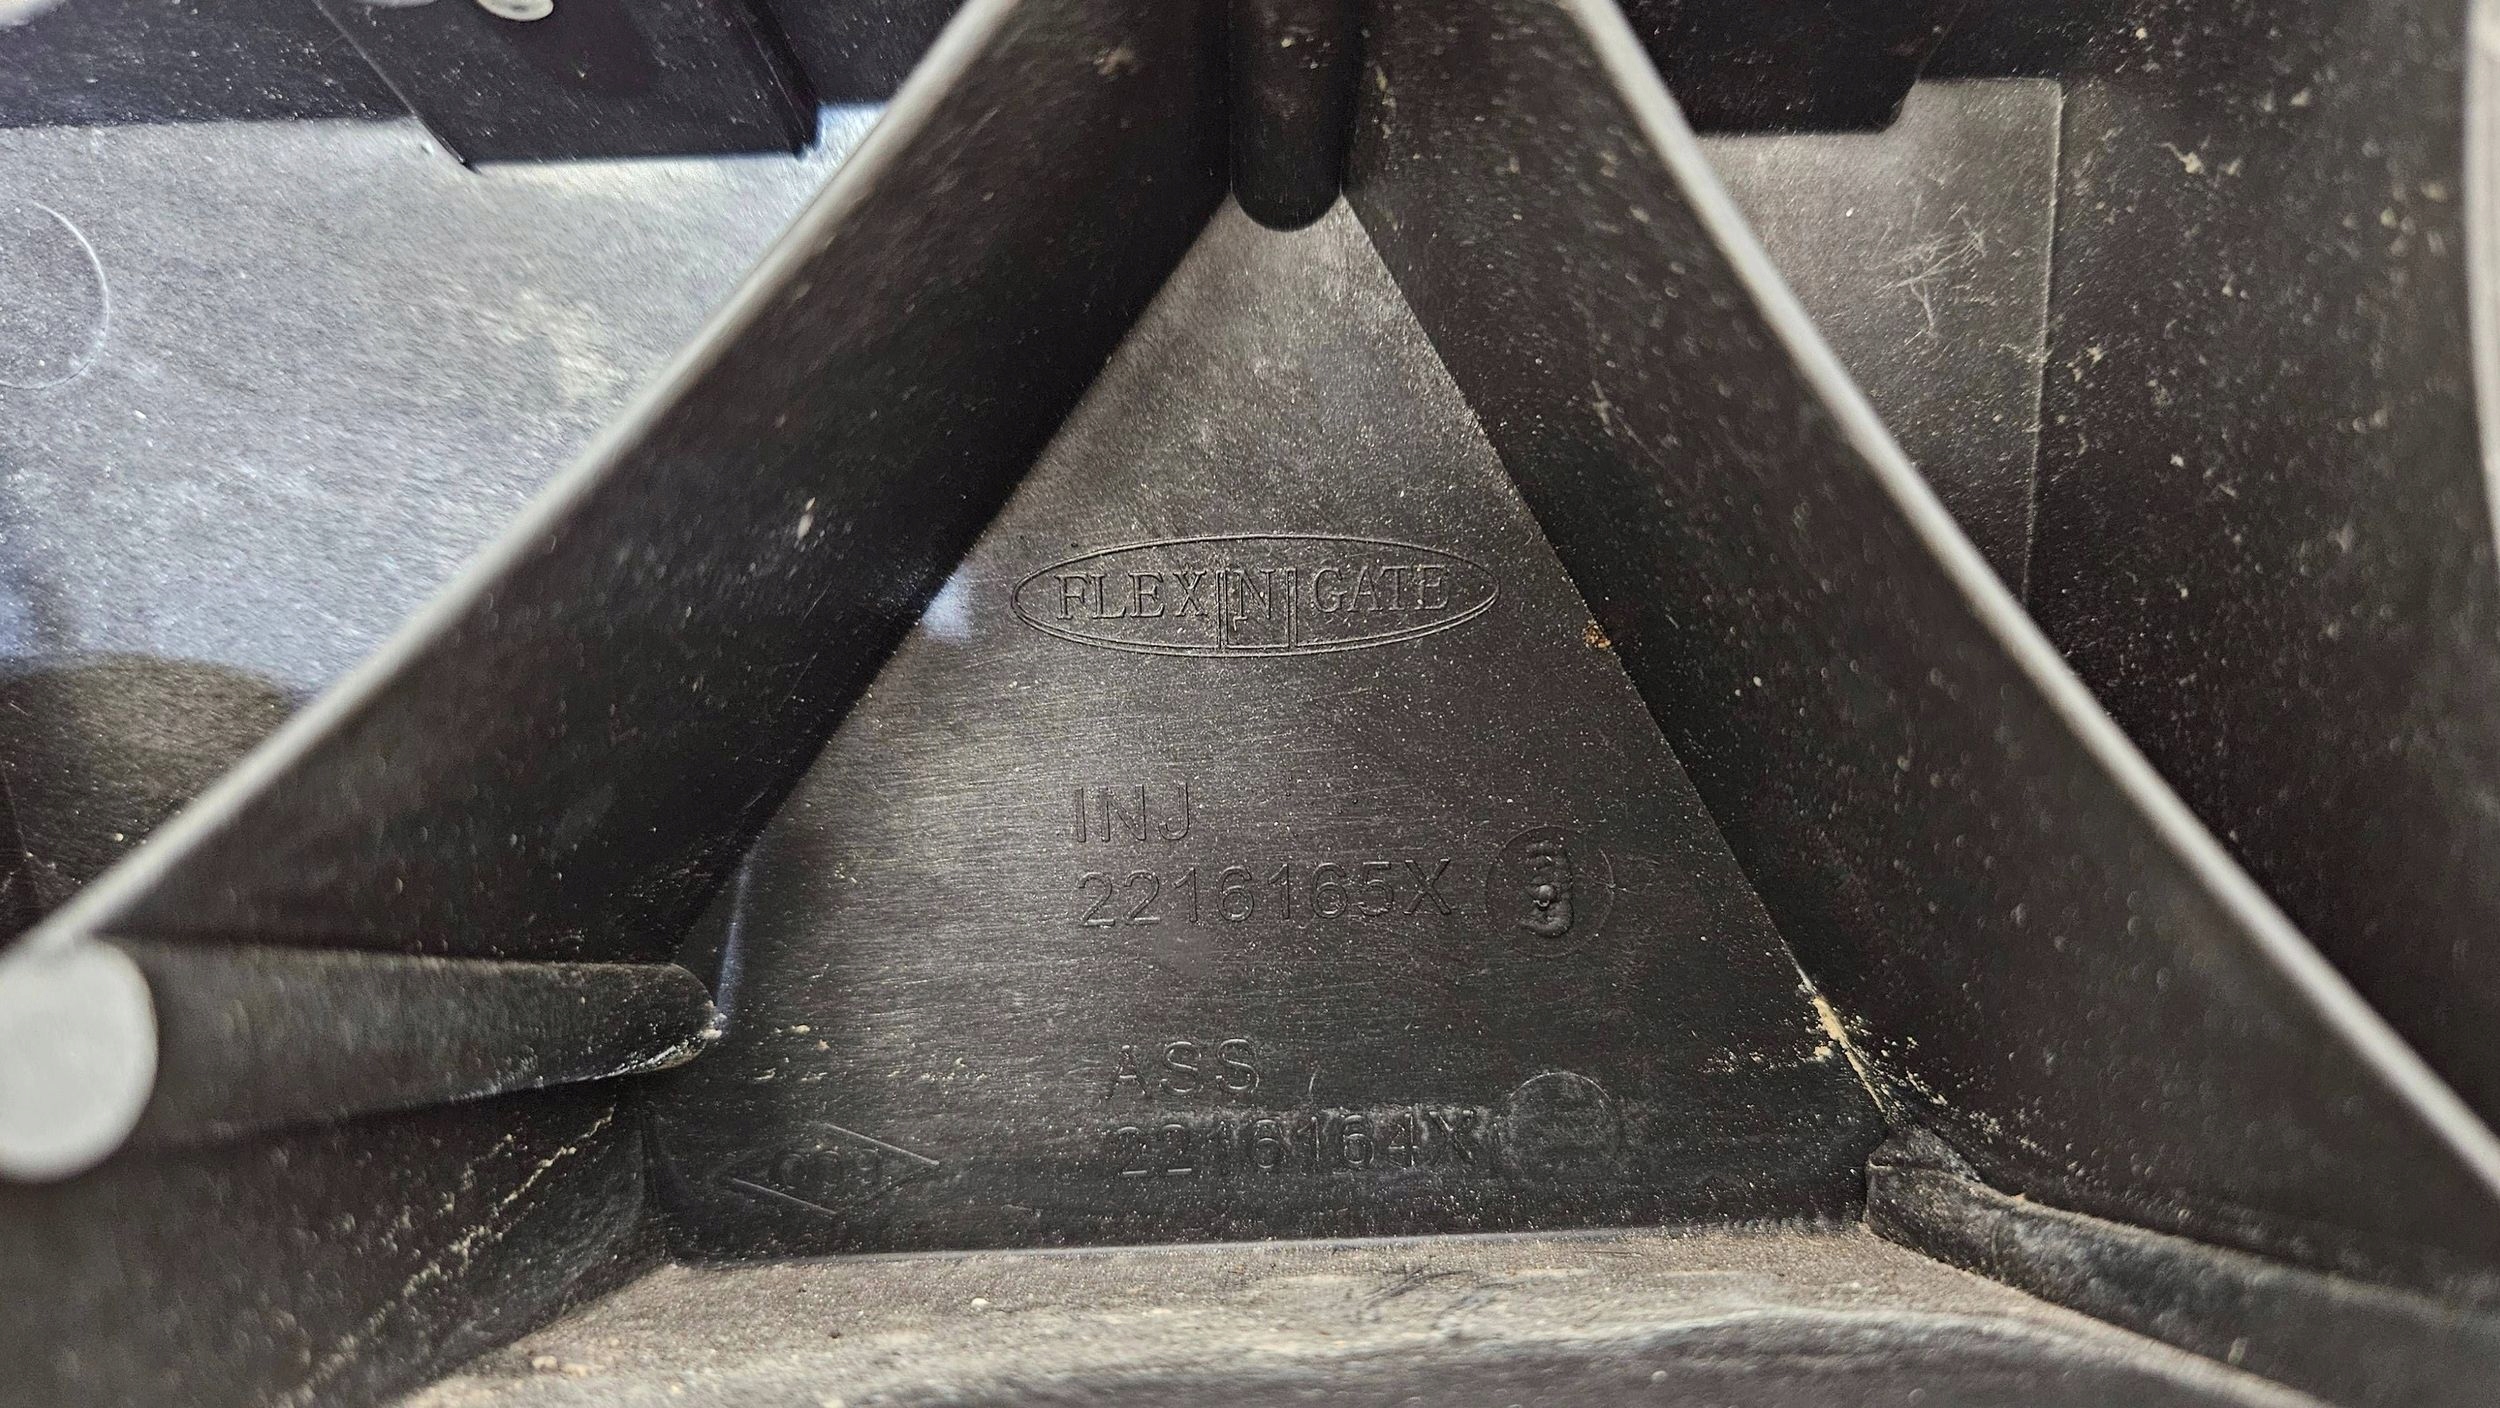 FLEX N GATE
INJ
2216165X
ASS
2216164X